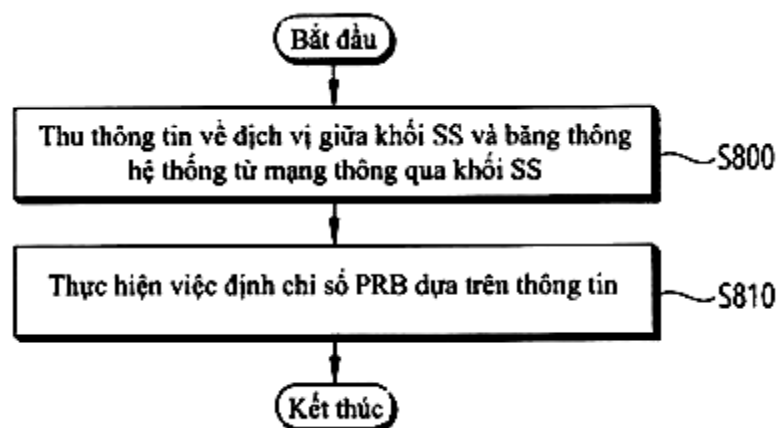 Bắt đầu
Thu thông tin về dịch vị giữa khối SS và băng thông
hệ thống từ mạng thông qua khối SS
S800
Thực hiện việc định chỉ số PRB dựa trên thông tin
S810
Kết thúc